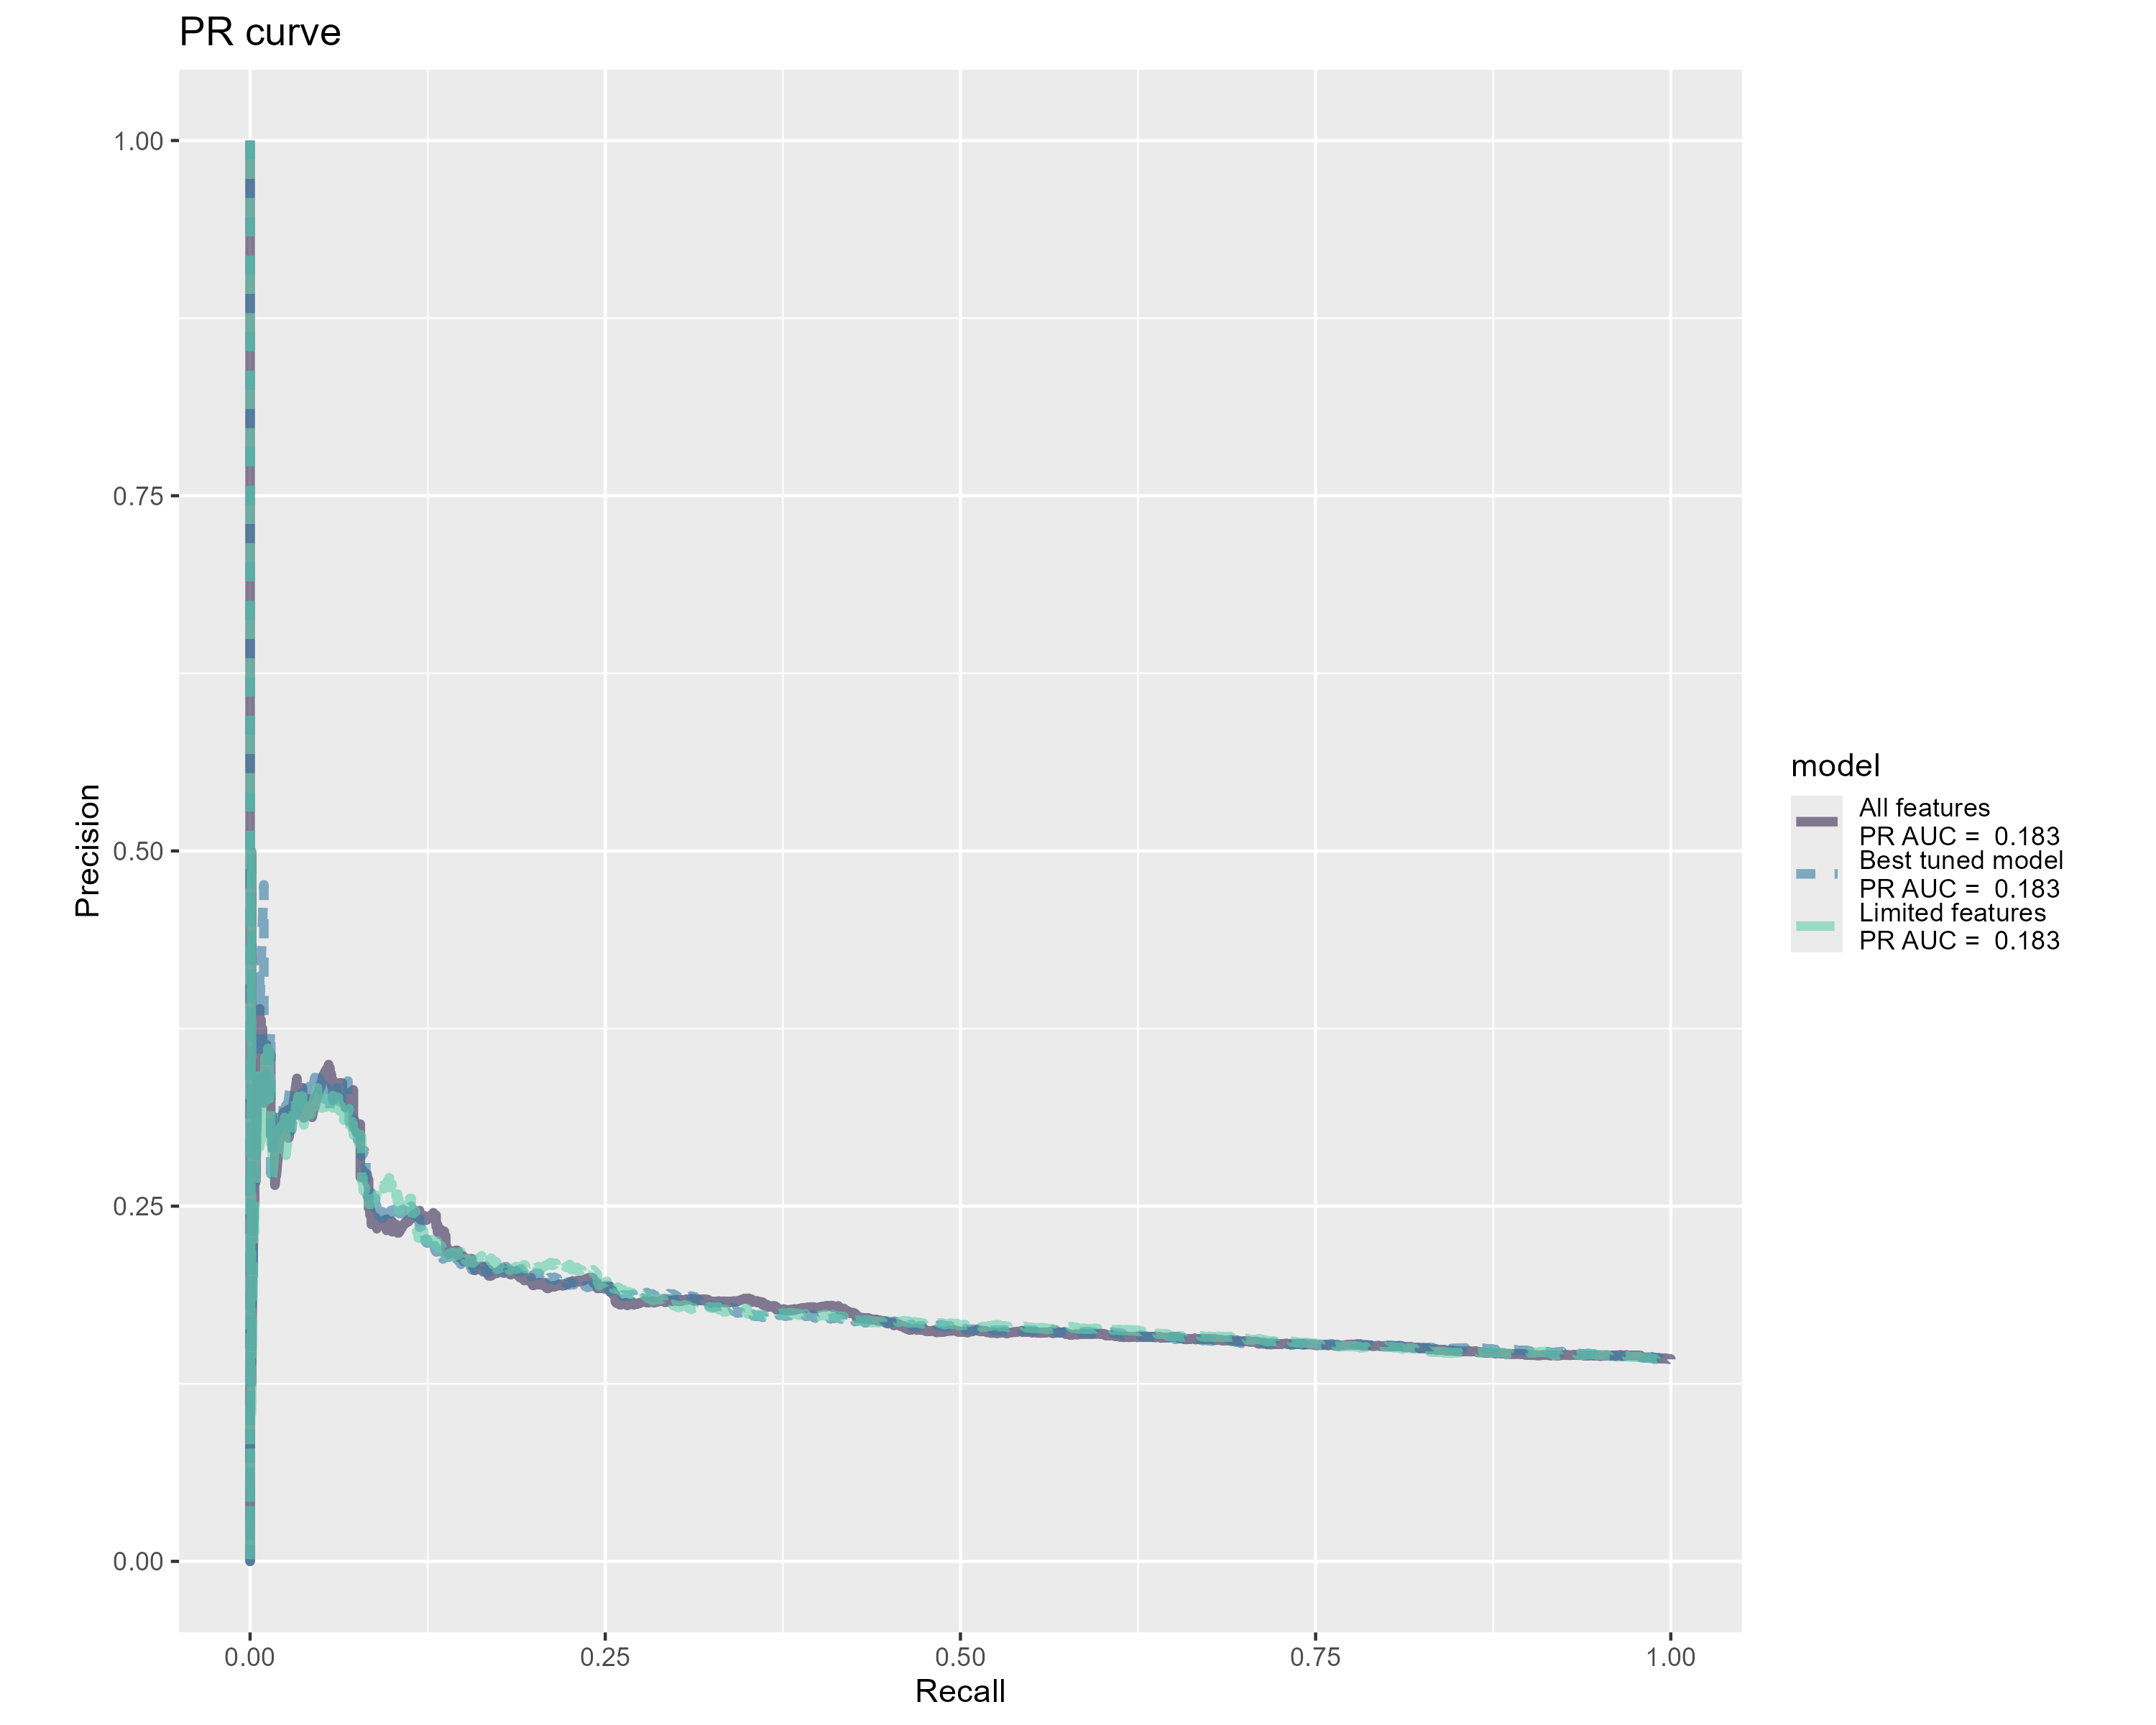 PR curve
1.00
0.75
0.50
0.25
0.00
Precision
0.00 0.25 0.50 0.75 1.00
Recall
model
All features
PR AUC = 0.183
Best tuned model
PR AUC = 0.183
Limited features
PR AUC = 0.183